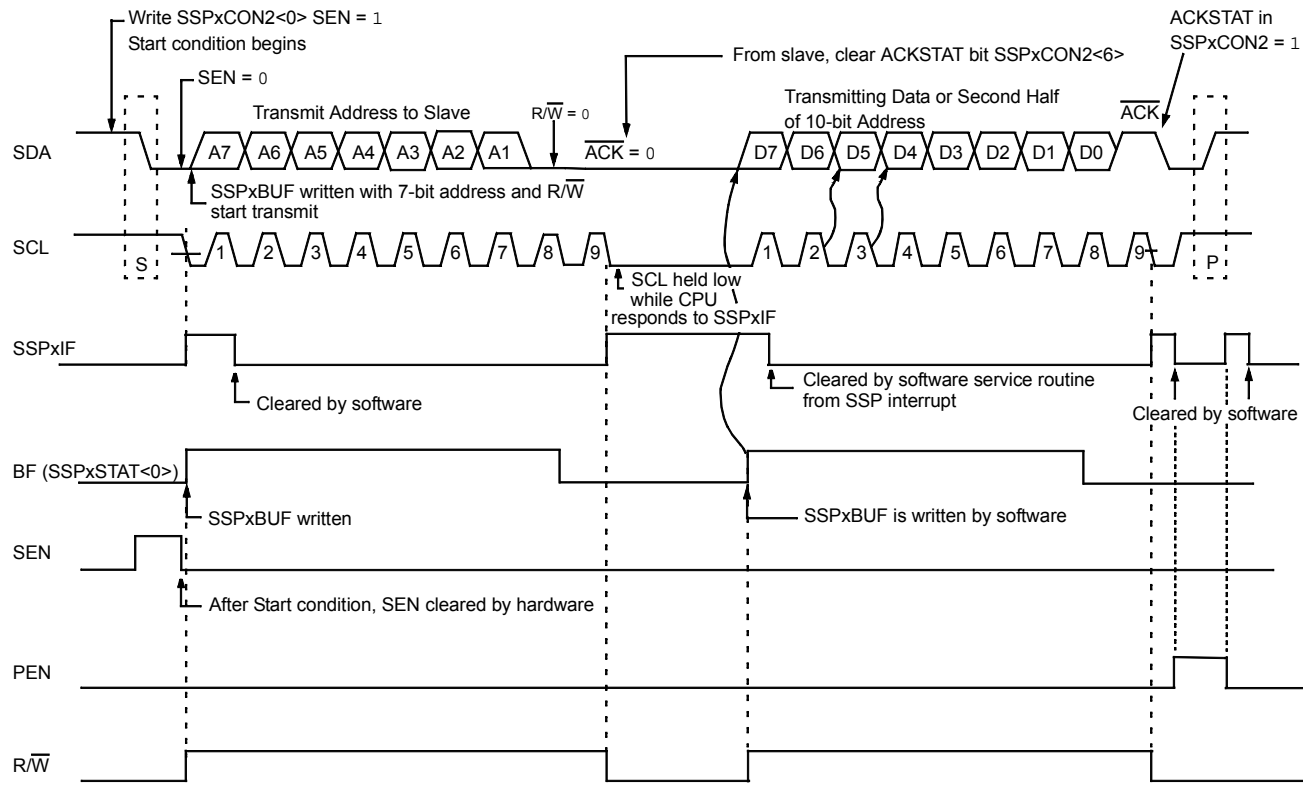 Write SSPxCON2<0> SEN = 1
Start condition begins
ACKSTAT in
SSPxCON2 = 1
From slave, clear ACKSTAT bit SSPxCON2<6>
SEN = 0
Transmit Address to Slave
R/W̅ = 0
Transmitting Data or Second Half
of 10-bit Address
A̅C̅K̅
SDA
A7 A6 A5 A4 A3 A2 A1
A̅C̅K̅ = 0
D7 D6 D5 D4 D3 D2 D1 D0
SSPxBUF written with 7-bit address and R/W̅
start transmit
SCL
S
1 2 3 4 5 6 7 8 9
1 2 3 4 5 6 7 8 9
P
SCL held low
while CPU
responds to SSPxIF
SSPxIF
Cleared by software
Cleared by software service routine
from SSP interrupt
Cleared by software
BF (SSPxSTAT<0>)
SSPxBUF written
SSPxBUF is written by software
SEN
After Start condition, SEN cleared by hardware
PEN
R/W̅